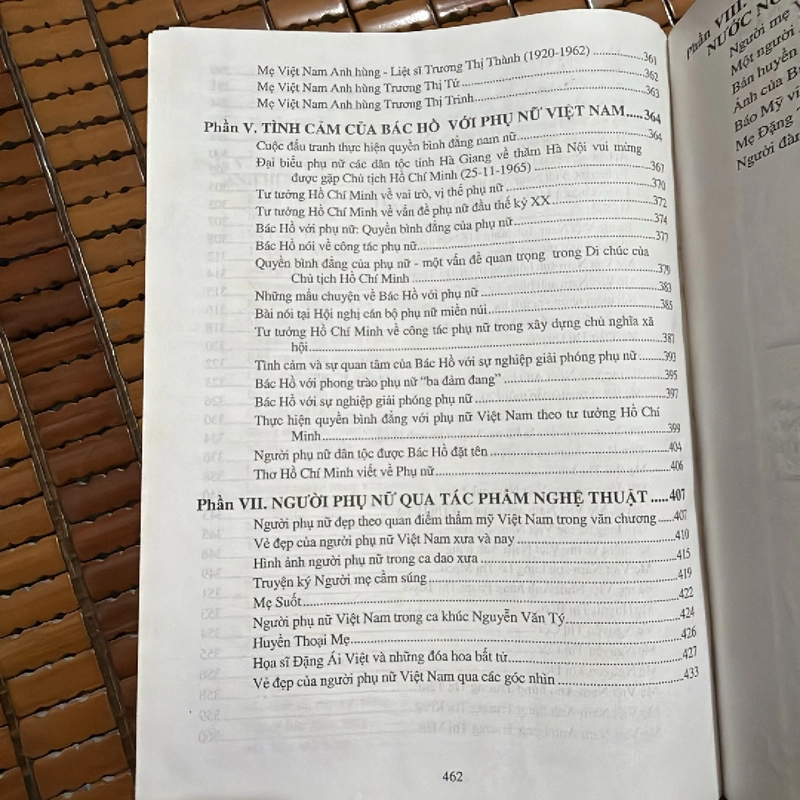 Mẹ Việt Nam Anh hùng - Liệt sĩ Trương Thị Thành (1920-1962) ............361
Mẹ Việt Nam Anh hùng Trương Thị Tứ ............362
Mẹ Việt Nam Anh hùng Trương Thị Trinh............363
Phần V. TÌNH CẢM CỦA BÁC HỒ VỚI PHỤ NỮ VIỆT NAM.....364
Cuộc đấu tranh thực hiện quyền bình đẳng nam nữ ............364
Đại biểu phụ nữ các dân tộc tỉnh Hà Giang về thăm Hà Nội vui mừng
được gặp Chủ tịch Hồ Chí Minh (25-11-1965) ............367
Tư tưởng Hồ Chí Minh về vai trò, vị thế phụ nữ ............370
Tư tưởng Hồ Chí Minh về vấn đề phụ nữ đầu thế kỷ XX ............372
Bác Hồ với phụ nữ: Quyền bình đẳng của phụ nữ............374
Bác Hồ nói về công tác phụ nữ............377
Quyền bình đẳng của phụ nữ - một vấn đề quan trọng trong Di chúc của
Chủ tịch Hồ Chí Minh ............379
Những mẩu chuyện về Bác Hồ với phụ nữ ............383
Bài nói tại Hội nghị cán bộ phụ nữ miền núi............385
Tư tưởng Hồ Chí Minh về công tác phụ nữ trong xây dựng chủ nghĩa xã
hội............387
Tình cảm và sự quan tâm của Bác Hồ với sự nghiệp giải phóng phụ nữ ....393
Bác Hồ với phong trào phụ nữ “ba đảm đang” ............395
Bác Hồ với sự nghiệp giải phóng phụ nữ ............397
Thực hiện quyền bình đẳng với phụ nữ Việt Nam theo tư tưởng Hồ Chí
Minh............399
Người phụ nữ dân tộc được Bác Hồ đặt tên ............404
Thơ Hồ Chí Minh viết về Phụ nữ............406
Phần VII. NGƯỜI PHỤ NỮ QUA TÁC PHẨM NGHỆ THUẬT .....407
Người phụ nữ đẹp theo quan điểm thẩm mỹ Việt Nam trong văn chương ....407
Vẻ đẹp của người phụ nữ Việt Nam xưa và nay ............410
Hình ảnh người phụ nữ trong ca dao xưa............415
Truyện ký Người mẹ cầm súng............419
Mẹ Suốt............422
Người phụ nữ Việt Nam trong ca khúc Nguyễn Văn Tý............424
Huyền Thoại Mẹ............426
Họa sĩ Đặng Ái Việt và những đóa hoa bất tử............427
Vẻ đẹp của người phụ nữ Việt Nam qua các góc nhìn ............433
462
Phần VIII.
NƯỚC
Người mẹ
Một người
Bản huyền
Ảnh của
Báo Mỹ
Mẹ Đặng
Người